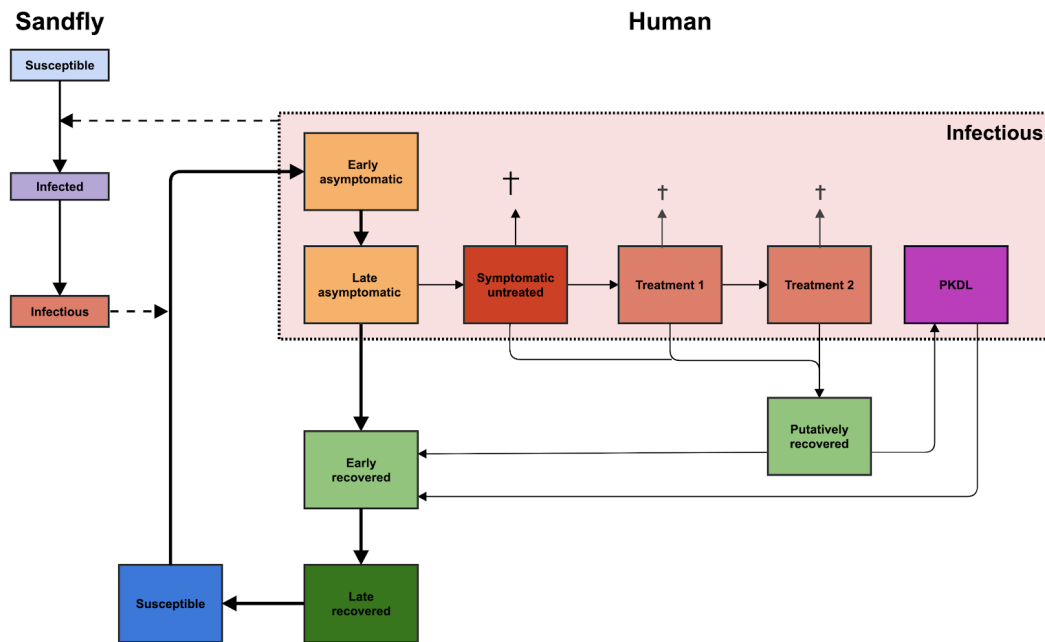 Sandfly
Human
Susceptible
Infectious
Early
asymptomatic
Infected
Late
asymptomatic
Symptomatic
untreated
Treatment 1
Treatment 2
PKDL
Infectious
Putatively
recovered
Early
recovered
Susceptible
Late
recovered